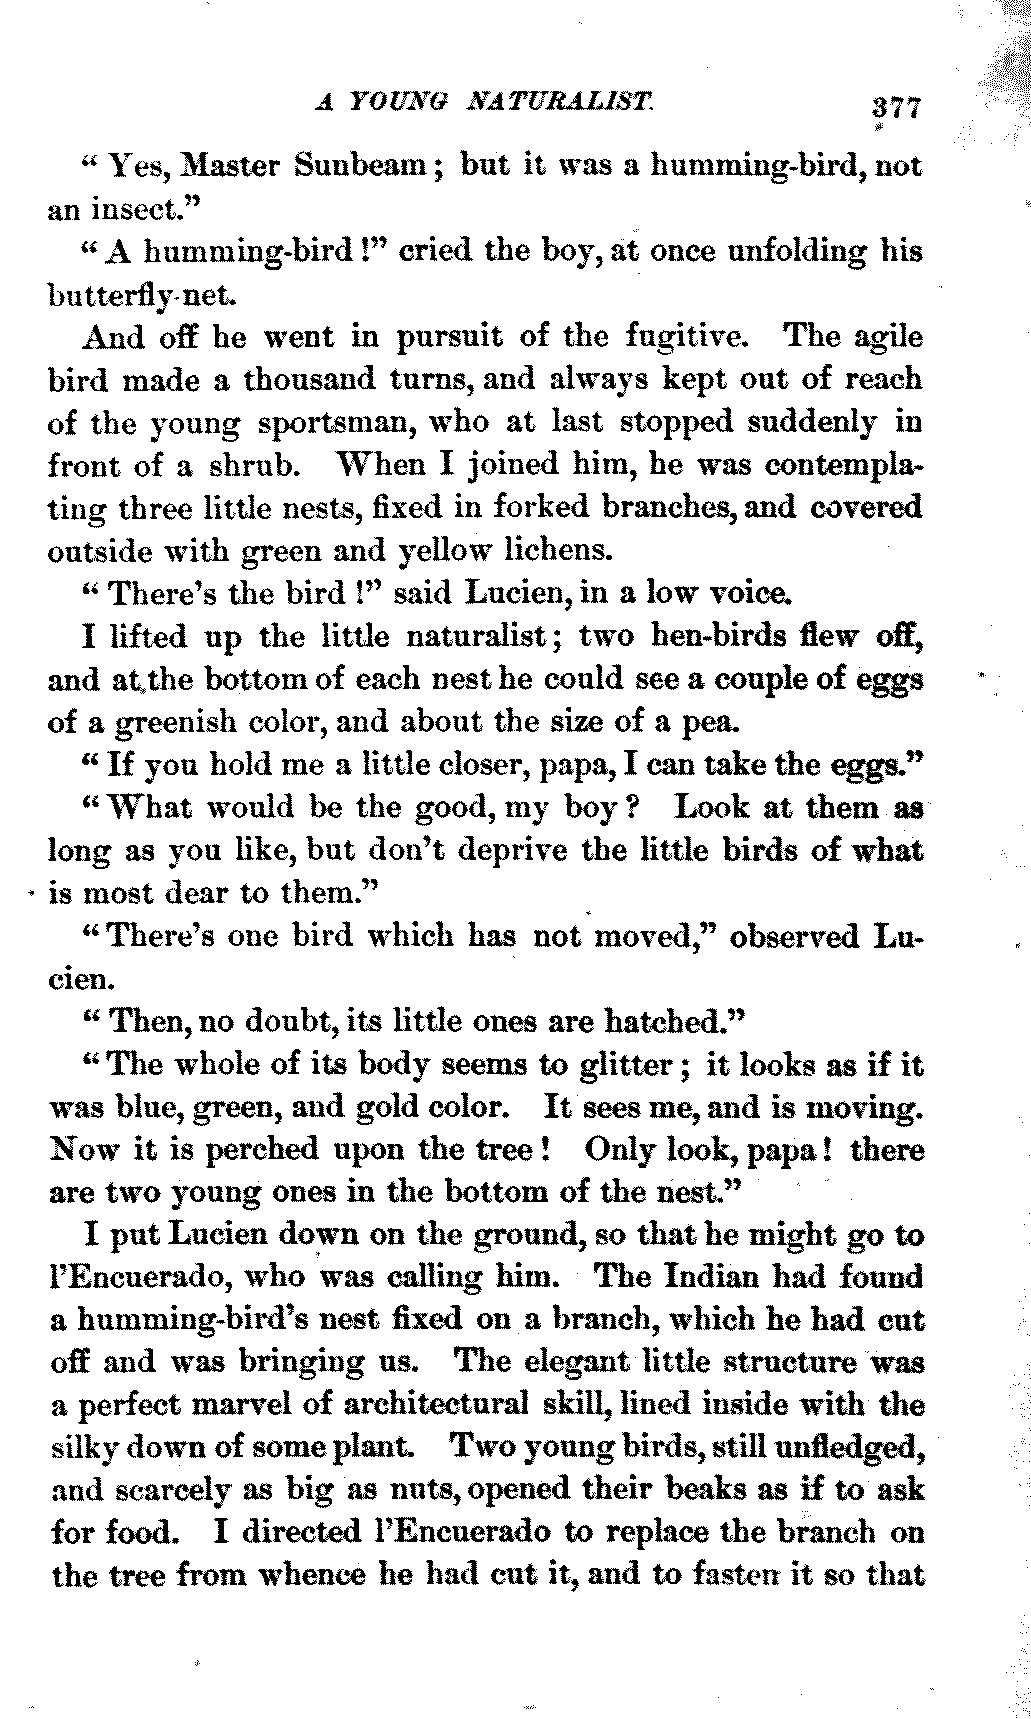 A YOUNG NATURALIST. 377
" Yes, Master Sunbeam ; but it was a humming-bird, not
an insect."
" A humming-bird !" cried the boy, at once unfolding his
butterfly-net.
And off he went in pursuit of the fugitive. The agile
bird made a thousand turns, and always kept out of reach
of the young sportsman, who at last stopped suddenly in
front of a shrub. When I joined him, he was contempla-
ting three little nests, fixed in forked branches, and covered
outside with green and yellow lichens.
" There's the bird !" said Lucien, in a low voice.
I lifted up the little naturalist ; two hen-birds flew off,
and at the bottom of each nest he could see a couple of eggs
of a greenish color, and about the size of a pea.
" If you hold me a little closer, papa, I can take the eggs."
" What would be the good, my boy ? Look at them as
long as you like, but don't deprive the little birds of what
is most dear to them."
" There's one bird which has not moved," observed Lu-
cien.
" Then, no doubt, its little ones are hatched."
" The whole of its body seems to glitter ; it looks as if it
was blue, green, and gold color. It sees me, and is moving.
Now it is perched upon the tree ! Only look, papa ! there
are two young ones in the bottom of the nest."
I put Lucien down on the ground, so that he might go to
l'Encuerado, who was calling him. The Indian had found
a humming-bird's nest fixed on a branch, which he had cut
off and was bringing us. The elegant little structure was
a perfect marvel of architectural skill, lined inside with the
silky down of some plant. Two young birds, still unfledged,
and scarcely as big as nuts, opened their beaks as if to ask
for food. I directed l'Encuerado to replace the branch on
the tree from whence he had cut it, and to fasten it so that